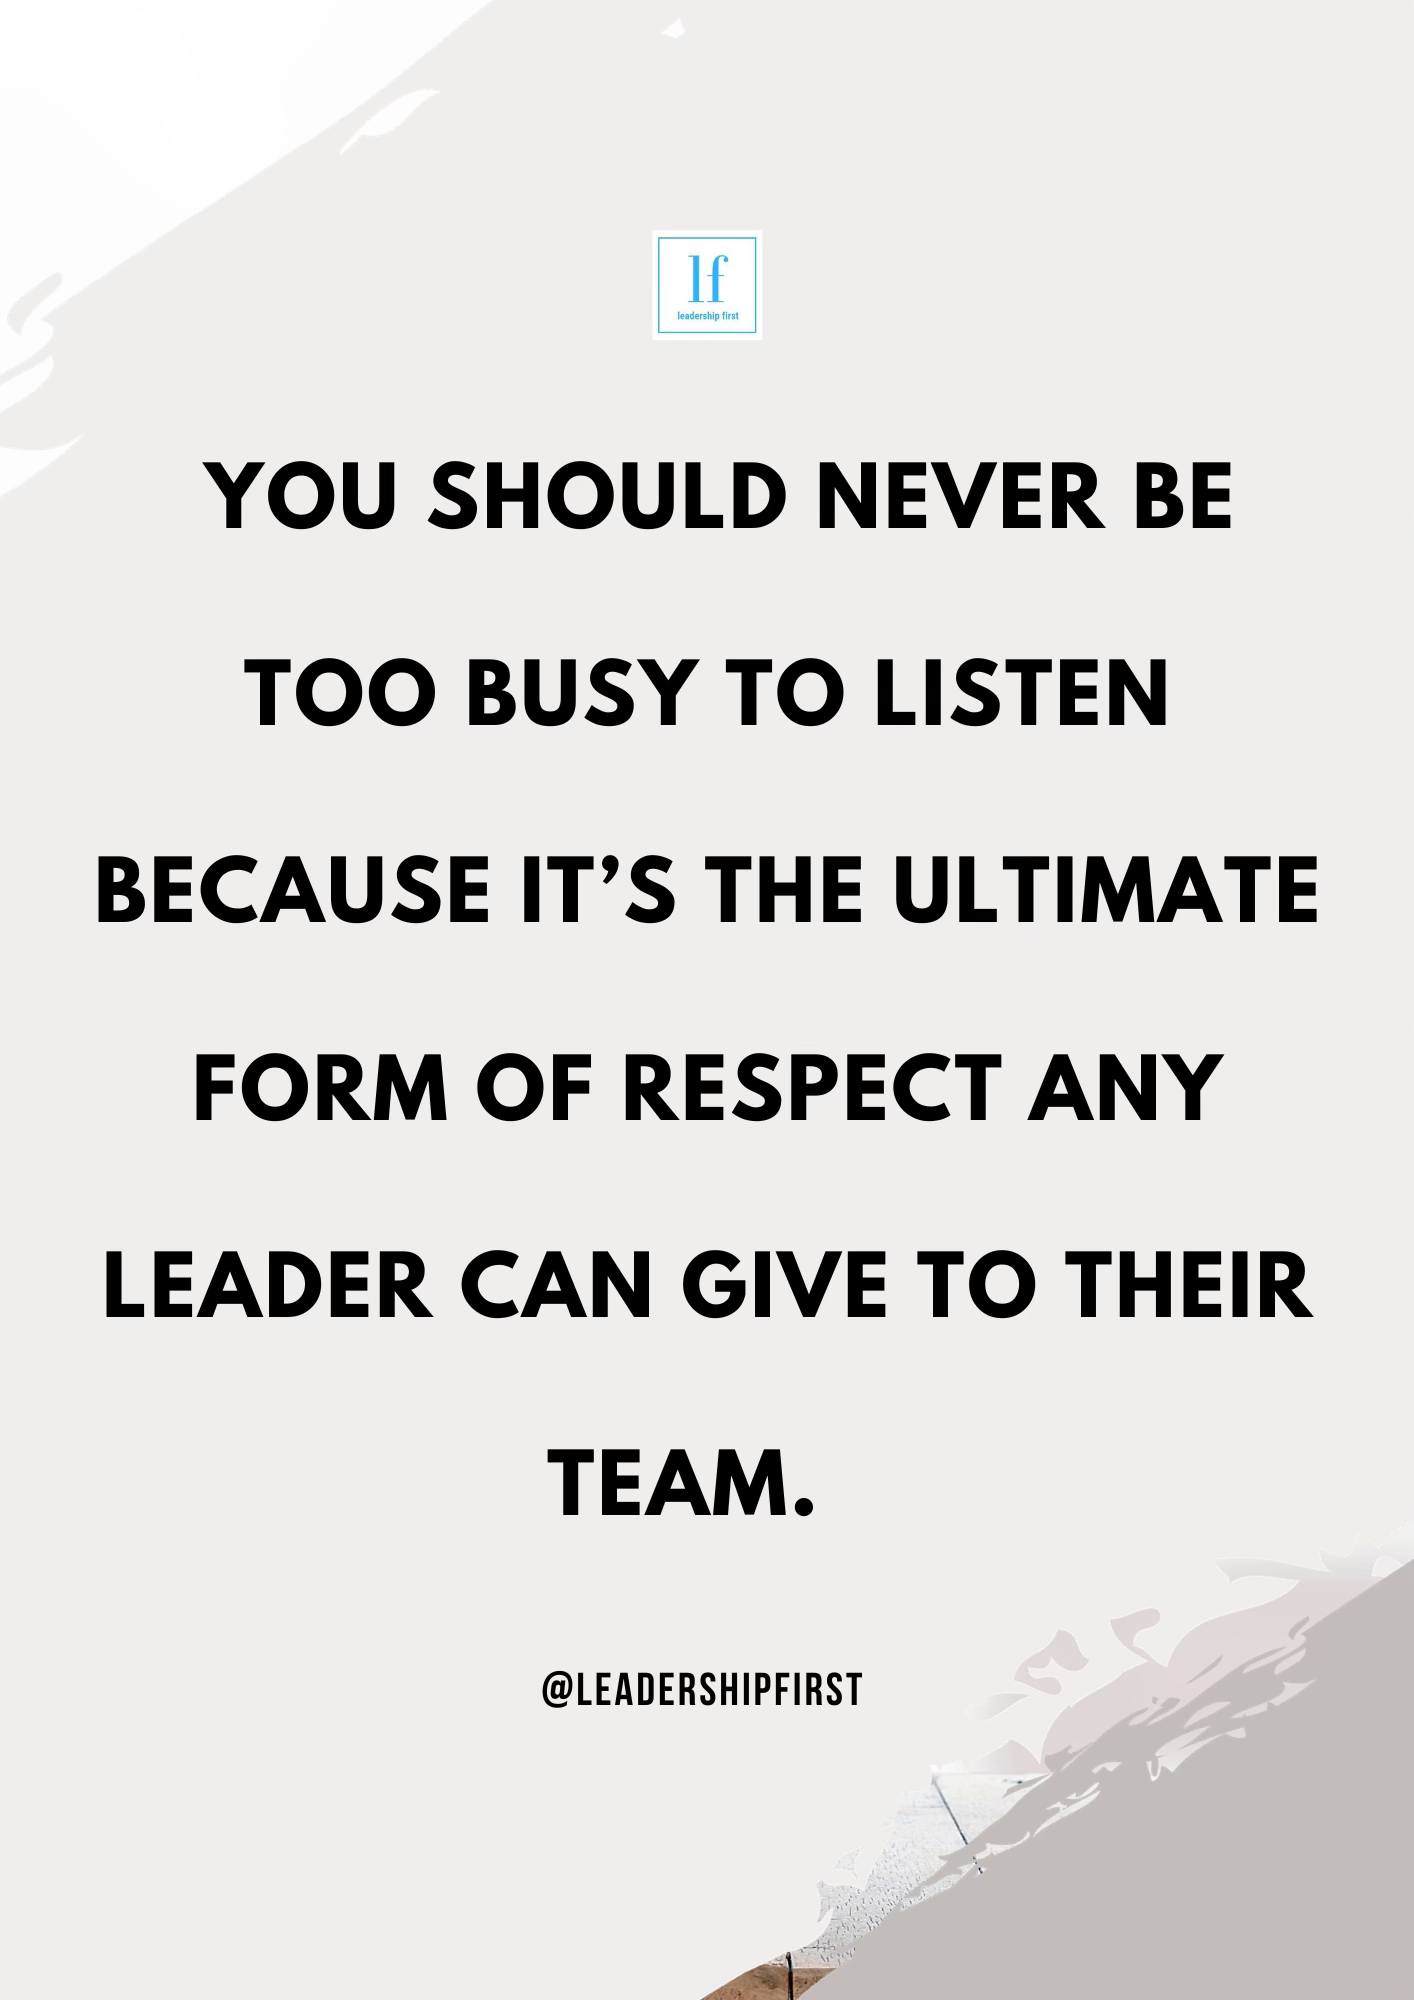 lf
leadership first
YOU SHOULD NEVER BE
TOO BUSY TO LISTEN
BECAUSE IT’S THE ULTIMATE
FORM OF RESPECT ANY
LEADER CAN GIVE TO THEIR
TEAM.
@LEADERSHIPFIRST